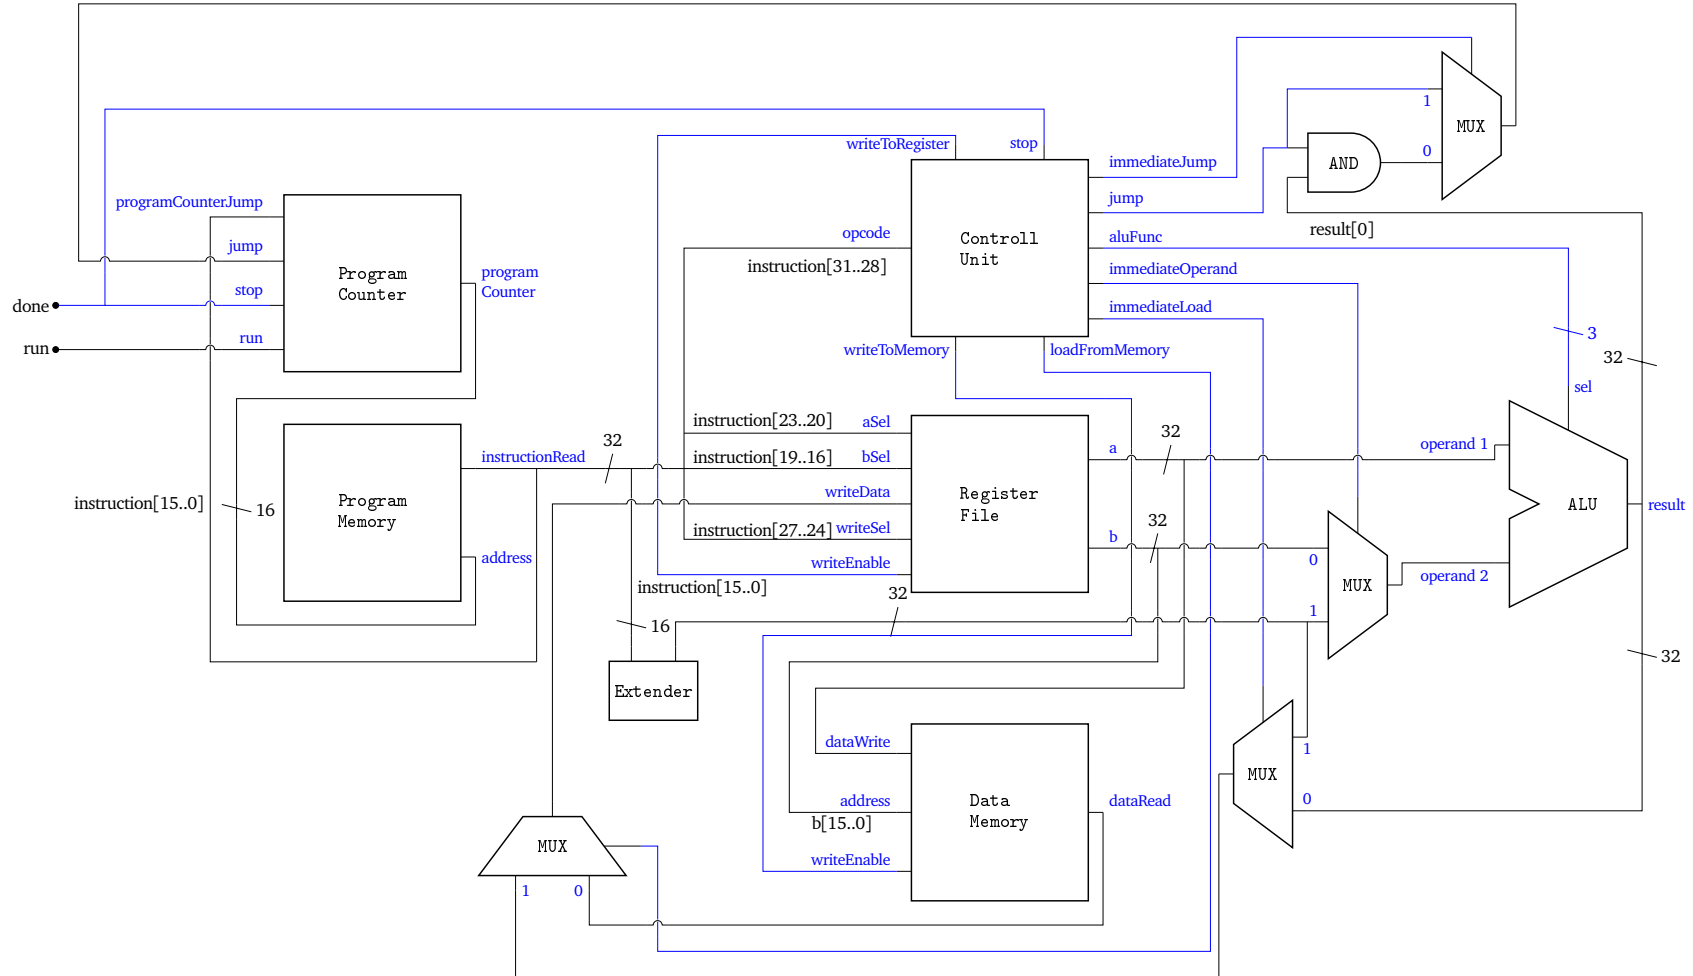 writeToRegister
stop
immediateJump
jump
aluFunc
immediateOperand
immediateLoad
opcode
instruction[31..28]
Controll
Unit
writeToMemory
loadFromMemory
1
0
MUX
AND
result[0]
programCounterJump
jump
stop
run
done
run
Program
Counter
program
Counter
3
32
sel
instruction[23..20]
aSel
instruction[19..16]
bSel
writeData
instruction[27..24]
writeSel
writeEnable
Register
File
a
b
32
32
operand 1
operand 2
ALU
result
32
instructionRead
32
Program
Memory
address
instruction[15..0]
16
instruction[15..0]
16
32
Extender
0
1
MUX
dataWrite
address
b[15..0]
writeEnable
Data
Memory
dataRead
MUX
1
0
MUX
1
0